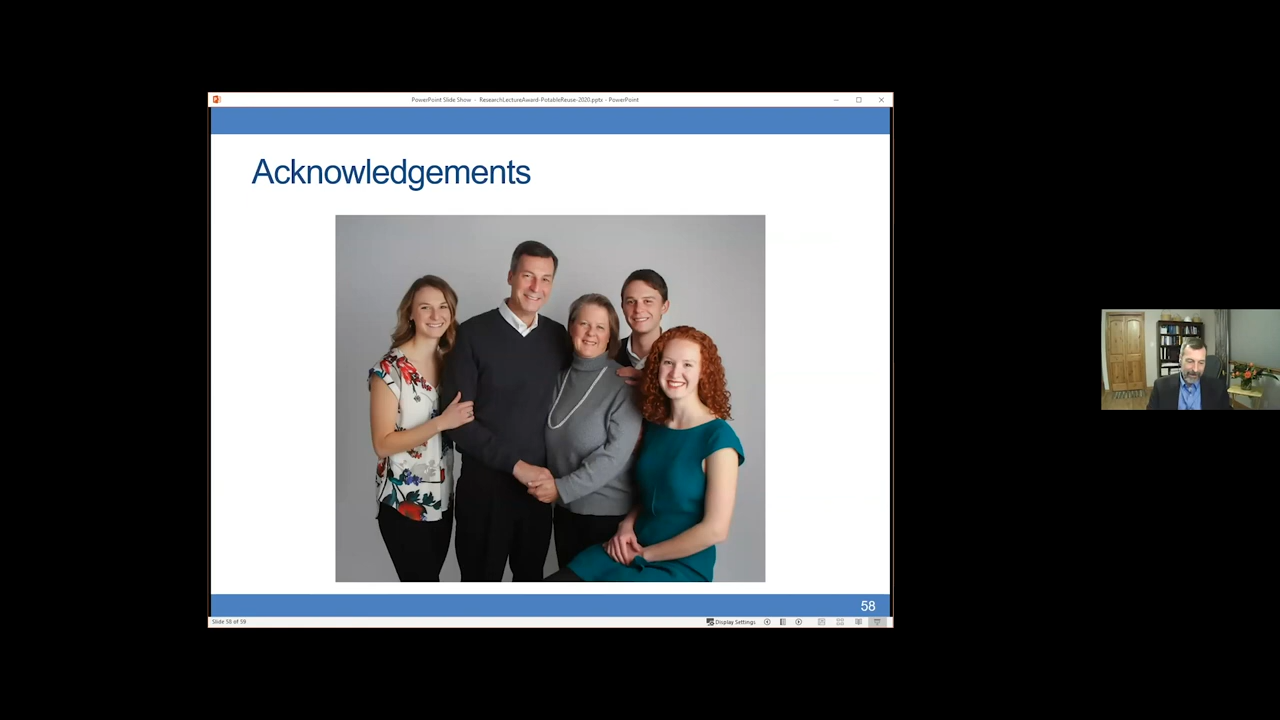 PowerPoint Slide Show - ResearchLectureAward-PotableReuse-2020.pptx - PowerPoint
Acknowledgements
58
Slide 58 of 59
Display Settings